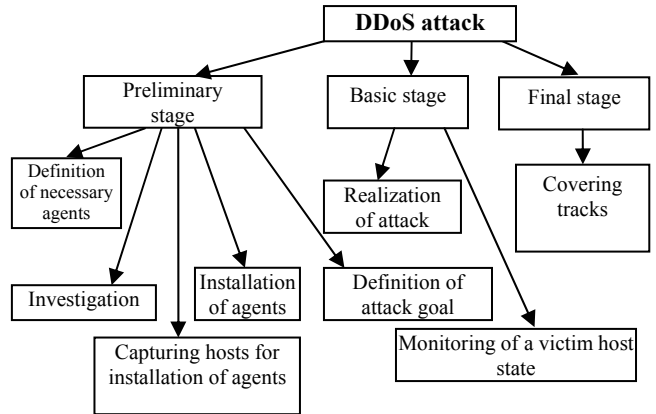 DDoS attack
Preliminary
stage
Basic stage
Final stage
Definition
of necessary
agents
Realization
of attack
Covering
tracks
Investigation
Installation
of agents
Definition of
attack goal
Capturing hosts for
installation of agents
Monitoring of a victim host
state